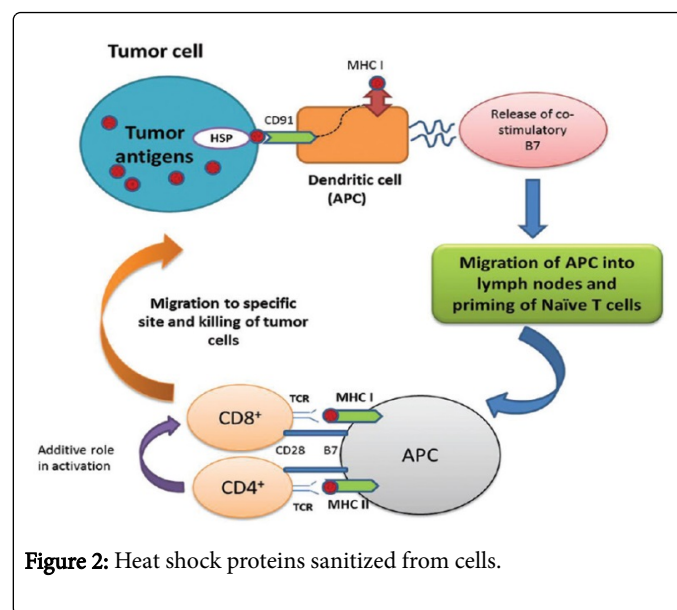 Tumor cell
MHC I
CD91
HSP
Tumor
antigens
Dendritic cell
(APC)
Release of co-
stimulatory
B7
Migration of APC into
lymph nodes and
priming of Naïve T cells
Migration to specific
site and killing of tumor
cells
Additive role
in activation
CD8+
TCR
MHC I
CD28
B7
APC
CD4+
TCR
MHC II
Figure 2: Heat shock proteins sanitized from cells.